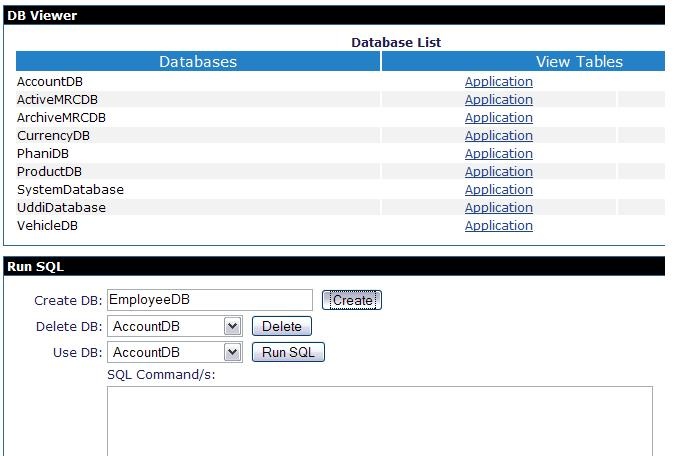 DB Viewer
Database List
Databases View Tables
AccountDB Application
ActiveMRCDB Application
ArchiveMRCDB Application
CurrencyDB Application
PhaniDB Application
ProductDB Application
SystemDatabase Application
UddiDatabase Application
VehicleDB Application
Run SQL
Create DB: EmployeeDB Create
Delete DB: AccountDB Delete
Use DB: AccountDB Run SQL
SQL Command/s: